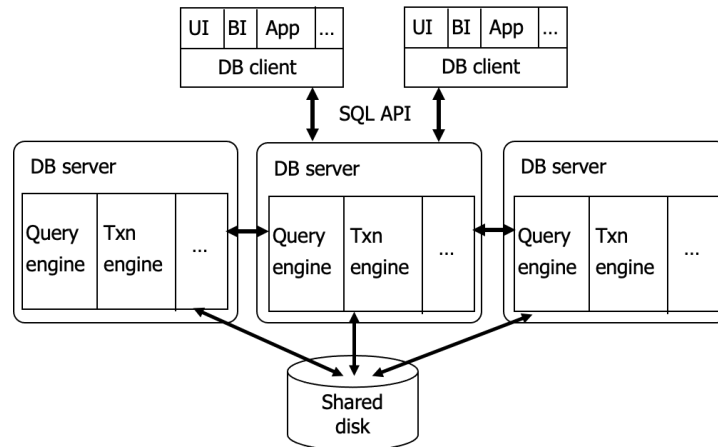 UI BI App ...
DB client
UI BI App ...
DB client
SQL API
DB server
Query engine
Txn engine
...
DB server
Query engine
Txn engine
...
DB server
Query engine
Txn engine
...
Shared
disk